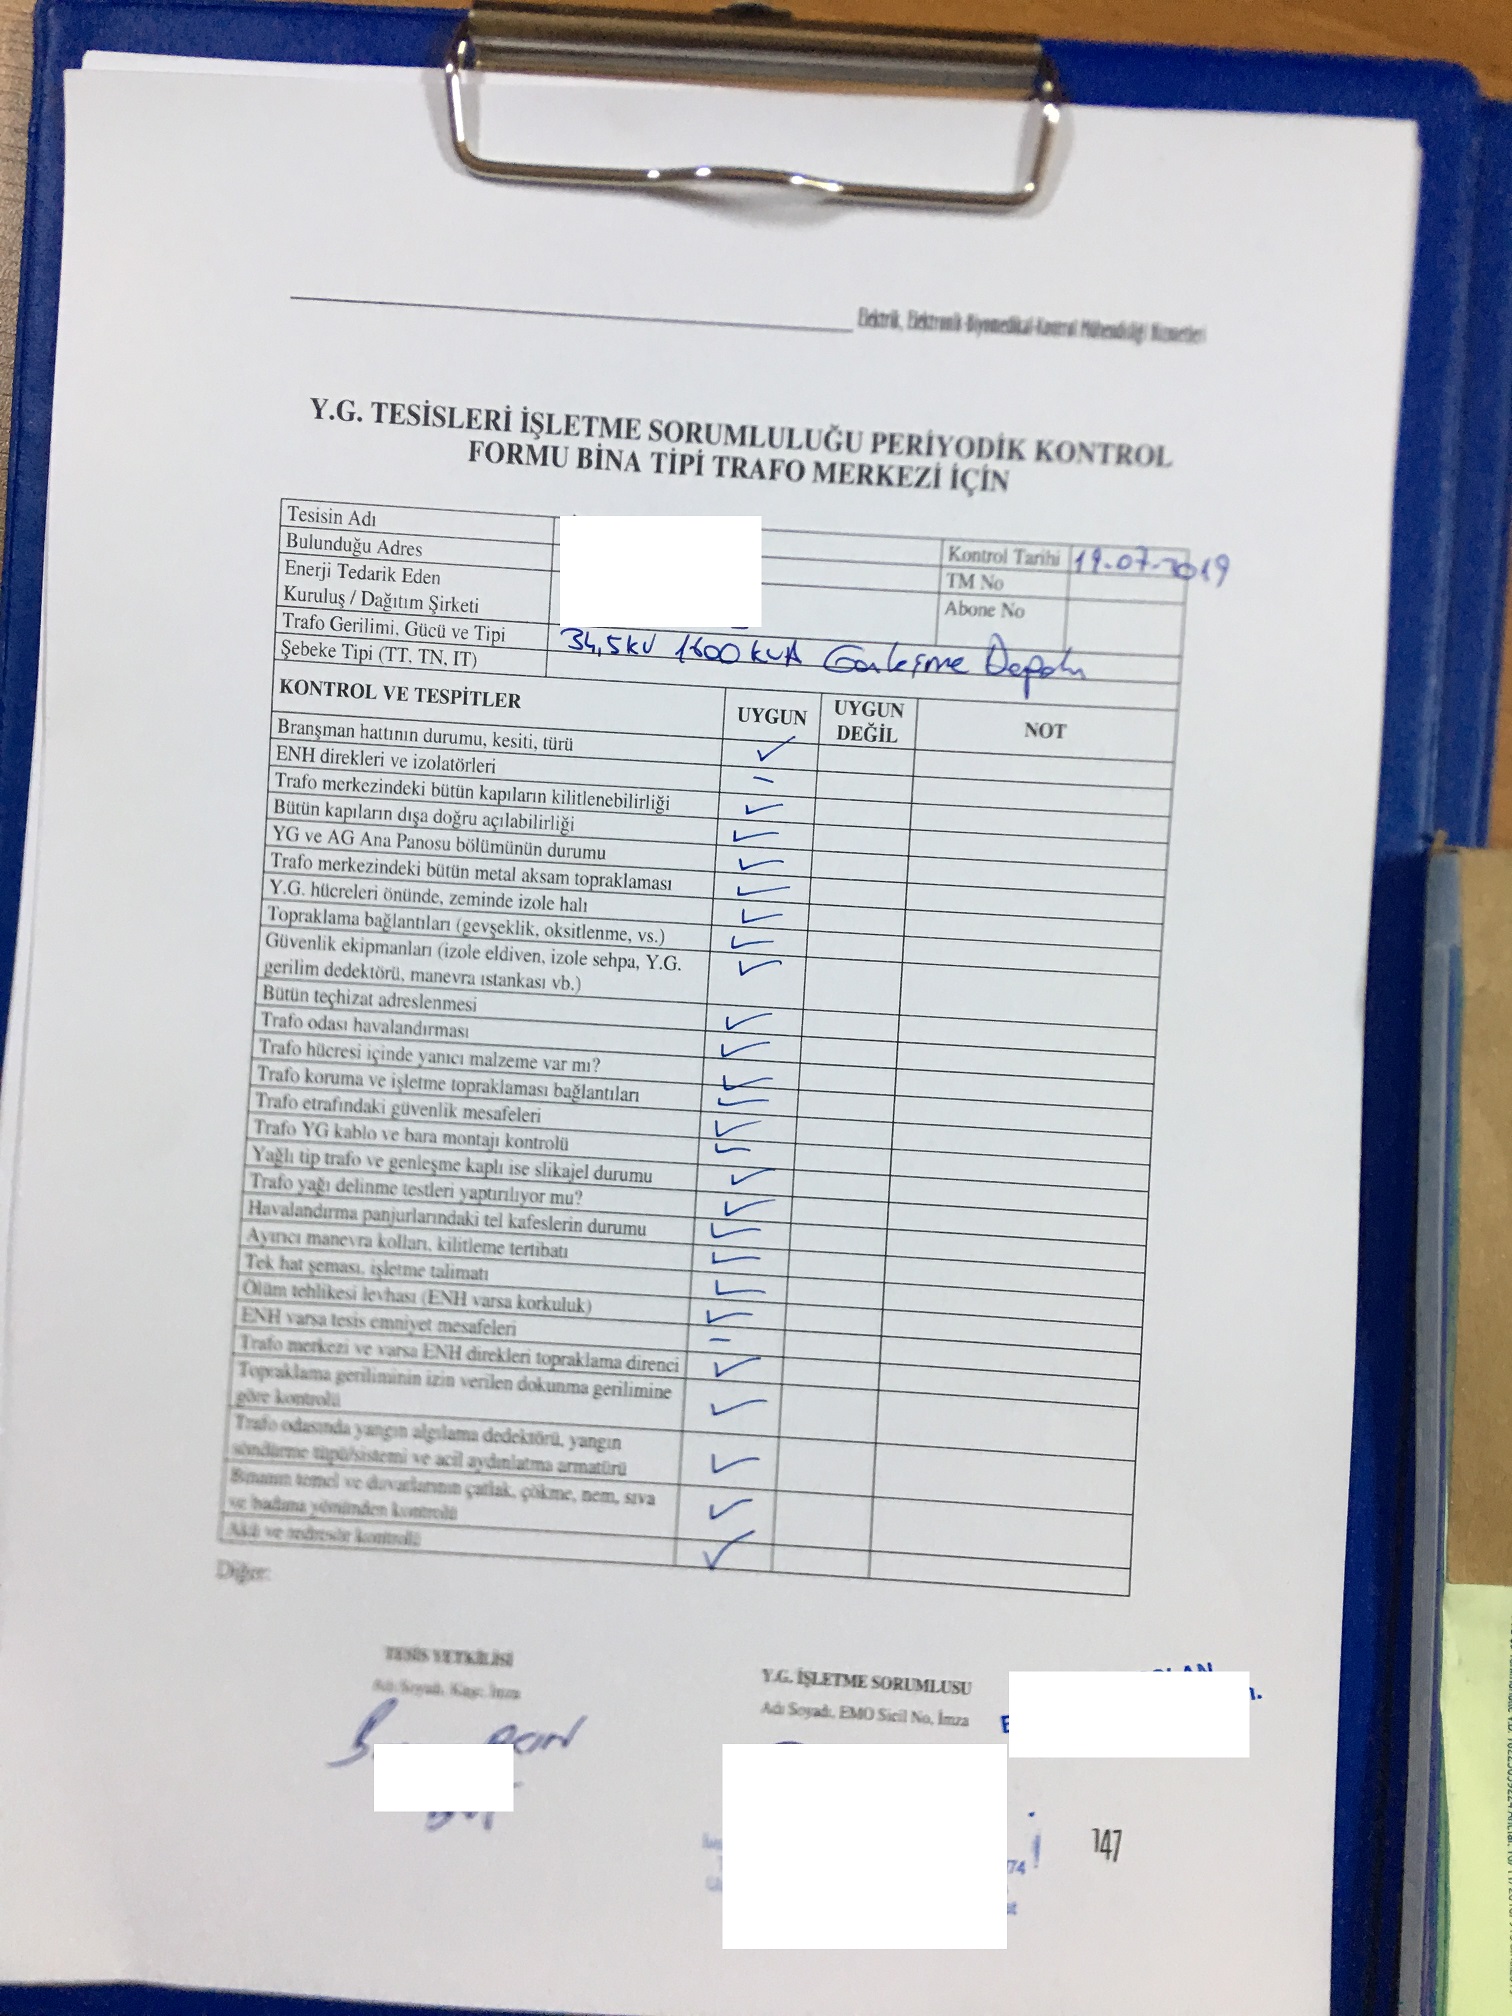 Elektrik, Elektronik-Biyomedikal-Kontrol Mühendisliği Hizmetleri
Y.G. TESİSLERİ İŞLETME SORUMLULUĞU PERİYODİK KONTROL
FORMU BİNA TİPİ TRAFO MERKEZİ İÇİN
Tesisin Adı
Bulunduğu Adres
Kontrol Tarihi 19.07.2019
Enerji Tedarik Eden
TM No
Kuruluş / Dağıtım Şirketi
Abone No
Trafo Gerilimi, Gücü ve Tipi 34,5kV 1600 kVA Genleşme Depolu
Şebeke Tipi (TT, TN, IT)
KONTROL VE TESPİTLER UYGUN UYGUN DEĞİL NOT
Branşman hattının durumu, kesiti, türü ✓
ENH direkleri ve izolatörleri –
Trafo merkezindeki bütün kapıların kilitlenebilirliği ✓
Bütün kapıların dışa doğru açılabilirliği ✓
YG ve AG Ana Panosu bölümünün durumu ✓
Trafo merkezindeki bütün metal aksam topraklaması ✓
Y.G. hücreleri önünde, zeminde izole halı ✓
Topraklama bağlantıları (gevşeklik, oksitlenme, vs.) ✓
Güvenlik ekipmanları (izole eldiven, izole sehpa, Y.G. ✓
gerilim dedektörü, manevra ıstankası vb.)
Bütün teçhizat adreslenmesi ✓
Trafo odası havalandırması ✓
Trafo hücresi içinde yanıcı malzeme var mı? ✓
Trafo koruma ve işletme topraklaması bağlantıları ✓
Trafo etrafındaki güvenlik mesafeleri ✓
Trafo YG kablo ve bara montajı kontrolü ✓
Yağlı tip trafo ve genleşme kaplı ise slikajel durumu ✓
Trafo yağı delinme testleri yaptırılıyor mu? ✓
Havalandırma panjurlarındaki tel kafeslerin durumu ✓
Ayırıcı manevra kolları, kilitleme tertibatı ✓
Tek hat şeması, işletme talimatı ✓
Ölüm tehlikesi levhası (ENH varsa korkuluk) ✓
ENH varsa tesis emniyet mesafeleri –
Trafo merkezi ve varsa ENH direkleri topraklama direnci ✓
Topraklama geriliminin izin verilen dokunma gerilimine
göre kontrolü ✓
Trafo odasında yangın algılama dedektörü, yangın
söndürme tüpü/sistemi ve acil aydınlatma armatürü ✓
Binanın temel ve duvarlarının çatlak, çökme, nem, sıva
ve badana yönünden kontrolü ✓
Akü ve redresör kontrolü ✓
Diğer:
TESİS YETKİLİSİ
Adı Soyadı, Kaşe, İmza
Y.G. İŞLETME SORUMLUSU
Adı Soyadı, EMO Sicil No, İmza
74
147